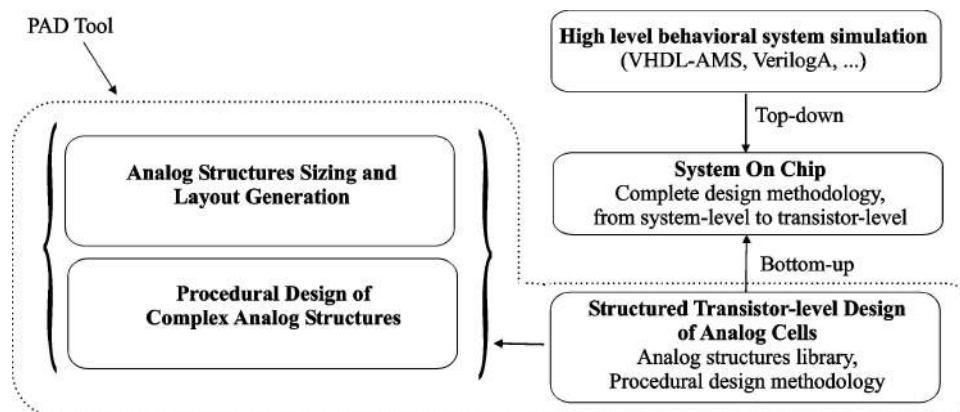 PAD Tool
Analog Structures Sizing and
Layout Generation
Procedural Design of
Complex Analog Structures
High level behavioral system simulation
(VHDL-AMS, VerilogA, ...)
Top-down
System On Chip
Complete design methodology,
from system-level to transistor-level
Bottom-up
Structured Transistor-level Design
of Analog Cells
Analog structures library,
Procedural design methodology